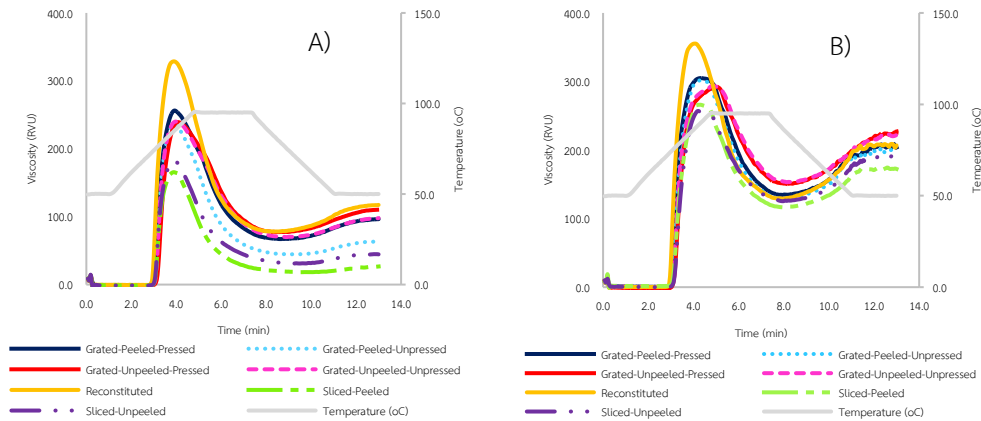 A)
400.0
300.0
200.0
100.0
0.0
Viscosity (RVU)
150.0
100.0
50.0
0.0
Temperature (oC)
0.0 2.0 4.0 6.0 8.0 10.0 12.0 14.0
Time (min)
Grated-Peeled-Pressed
Grated-Peeled-Unpressed
Grated-Unpeeled-Pressed
Grated-Unpeeled-Unpressed
Reconstituted
Sliced-Peeled
Sliced-Unpeeled
Temperature (oC)
B)
400.0
300.0
200.0
100.0
0.0
Viscosity (RVU)
150.0
100.0
50.0
0.0
Temperature (oC)
0.0 2.0 4.0 6.0 8.0 10.0 12.0 14.0
Time (min)
Grated-Peeled-Pressed
Grated-Peeled-Unpressed
Grated-Unpeeled-Pressed
Grated-Unpeeled-Unpressed
Reconstituted
Sliced-Peeled
Sliced-Unpeeled
Temperature (oC)